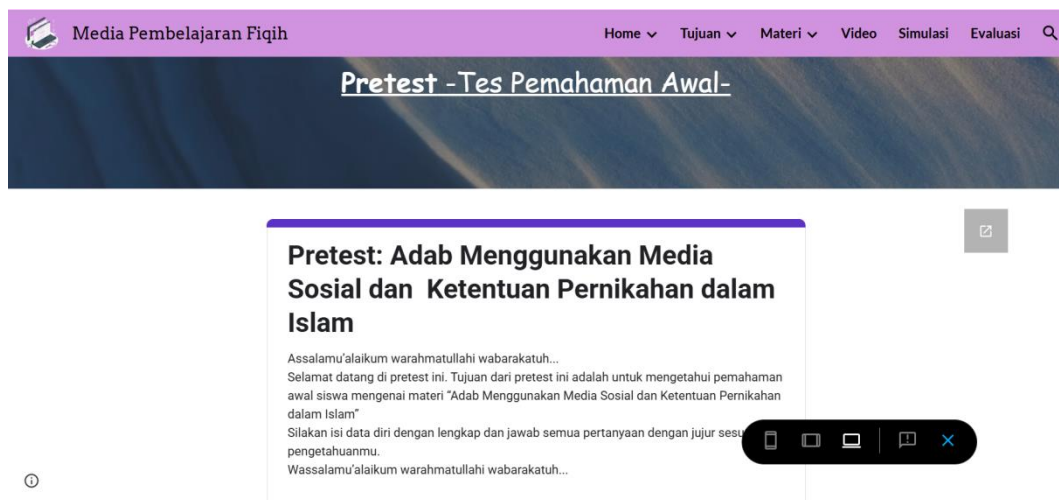 Media Pembelajaran Fiqih
Home Tujuan Materi Video Simulasi Evaluasi
Pretest -Tes Pemahaman Awal-
Pretest: Adab Menggunakan Media
Sosial dan Ketentuan Pernikahan dalam
Islam
Assalamu'alaikum warahmatullahi wabarakatuh...
Selamat datang di pretest ini. Tujuan dari pretest ini adalah untuk mengetahui pemahaman
awal siswa mengenai materi “Adab Menggunakan Media Sosial dan Ketentuan Pernikahan
dalam Islam”
Silakan isi data diri dengan lengkap dan jawab semua pertanyaan dengan jujur
pengetahuanmu.
Wassalamu'alaikum warahmatullahi wabarakatuh...